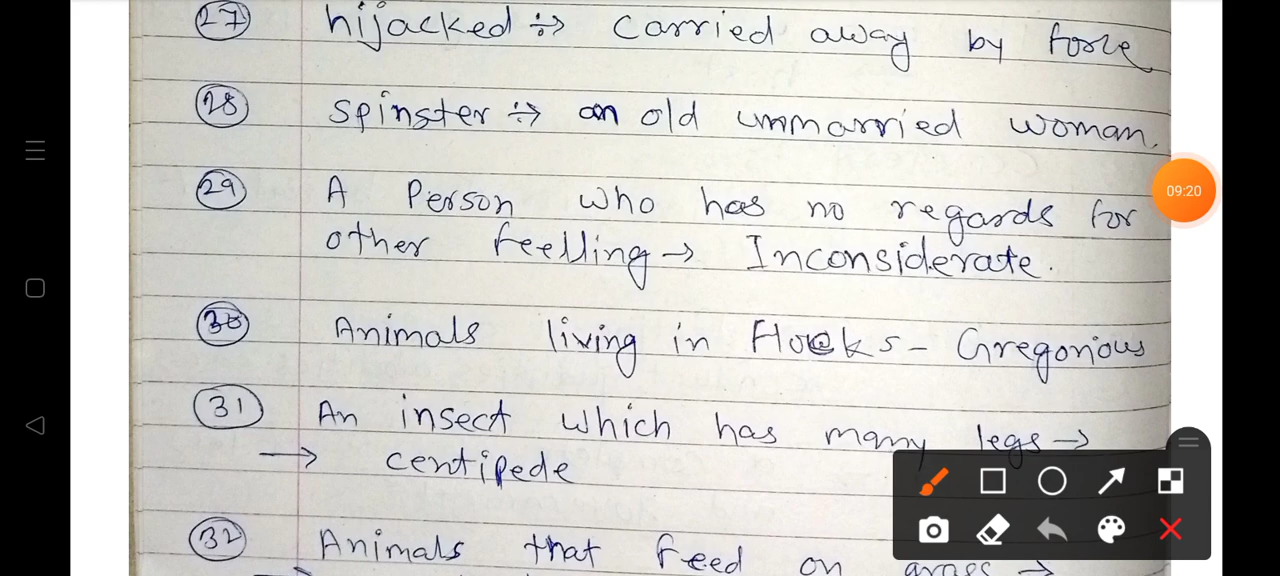 27 hijacked ÷> carried away by force
28 Spinster ÷> an old unmarried woman.
09:20
29 A Person who has no regards for
other feelling → Inconsiderate.
30 Animals living in Flocks - Gregorious
31 An insect which has many legs →
→ centipede
32 Animals that feed on grass →